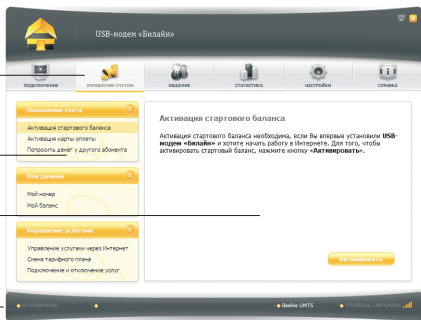 USB-модем «Билайн»
ПОДКЛЮЧЕНИЕ
УПРАВЛЕНИЕ СЧЕТОМ
ОБЩЕНИЕ
СТАТИСТИКА
НАСТРОЙКИ
СПРАВКА
Пополнение счета
Активация стартового баланса
Активация карты оплаты
Попросить денег у другого абонента
Мои данные
Мой номер
Мой баланс
Управление услугами
Управление услугами через Интернет
Смена тарифного плана
Подключение и отключение услуг
Активация стартового баланса
Активация стартового баланса необходима, если Вы впервые установили USB-
модем «Билайн» и хотите начать работу в Интернете. Для того, чтобы
активировать стартовый баланс, нажмите кнопку «Активировать».
Активировать
ОТКЛЮЧЕНО
Beeline UMTS
УРОВЕНЬ СИГНАЛА